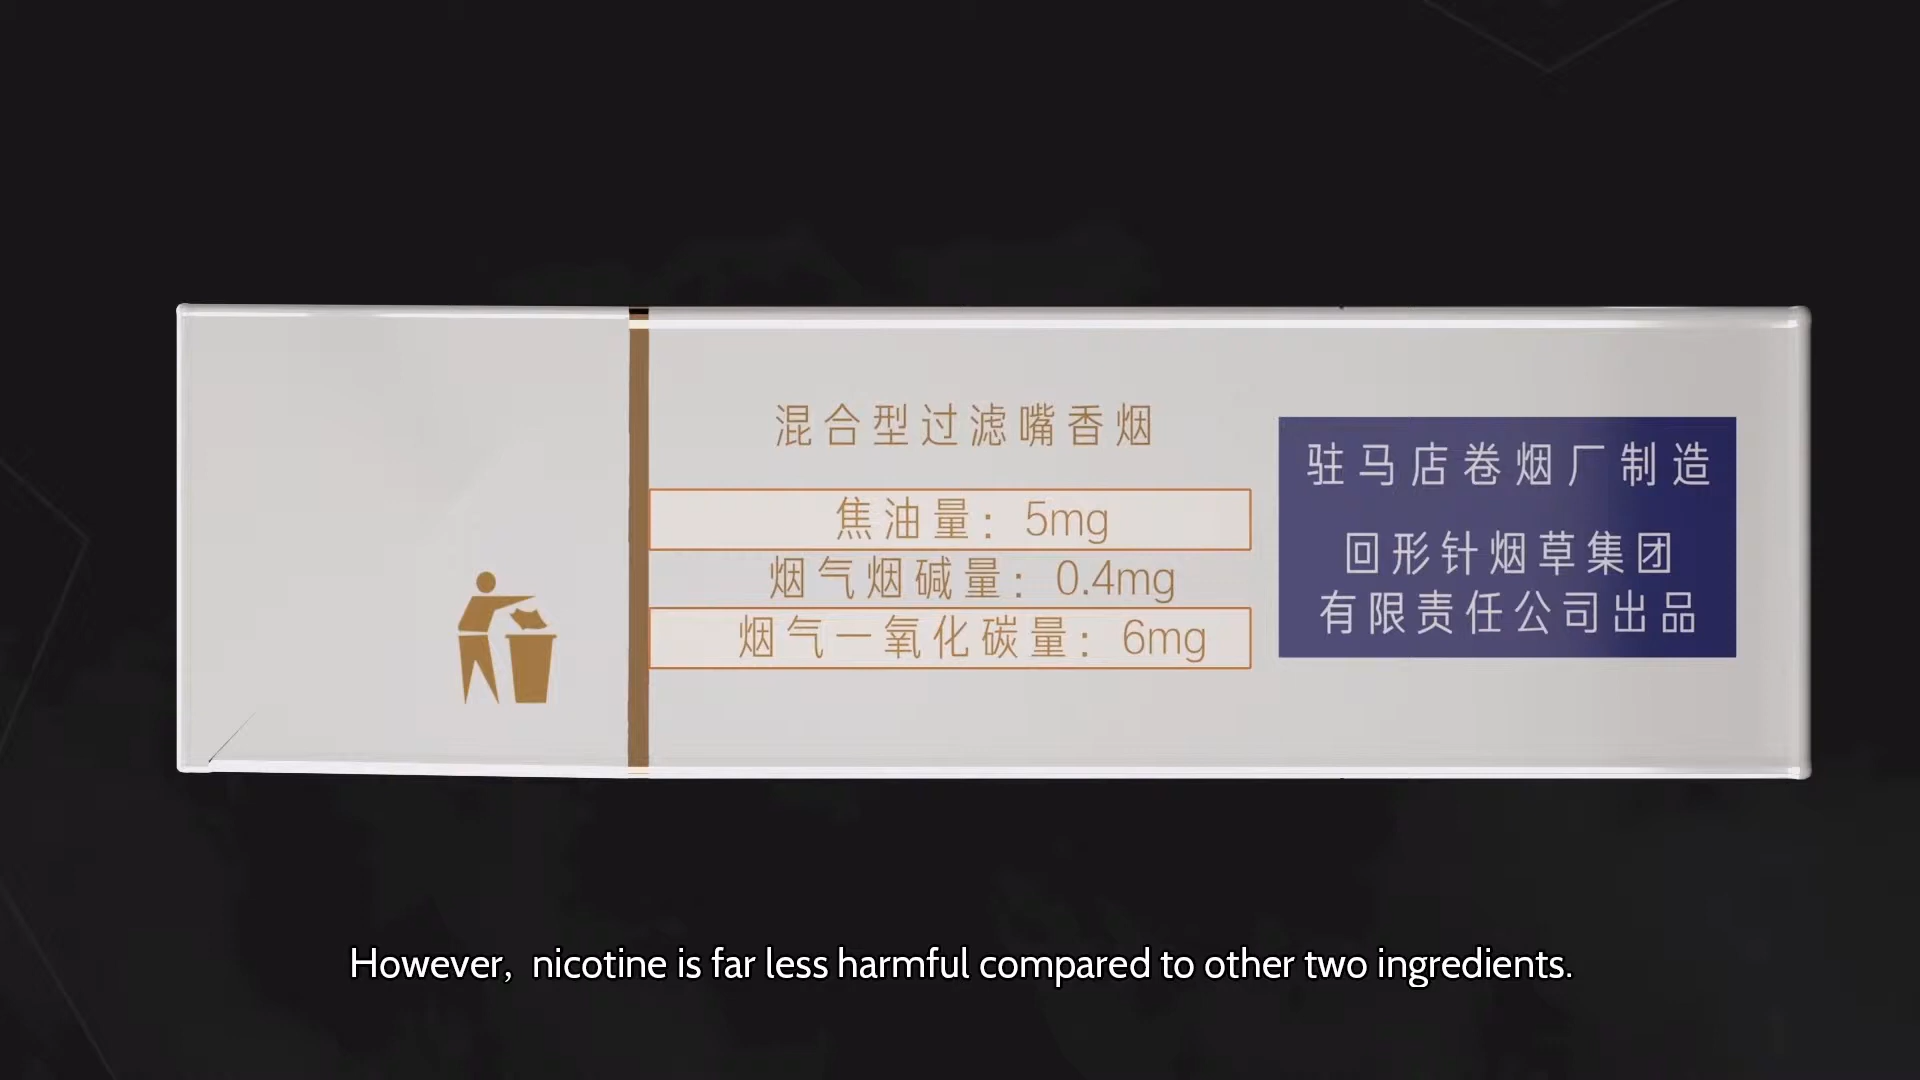 混合型过滤嘴香烟
焦油量：5mg
烟气烟碱量：0.4mg
烟气一氧化碳量：6mg
驻马店卷烟厂制造
回形针烟草集团
有限责任公司出品
However, nicotine is far less harmful compared to other two ingredients.